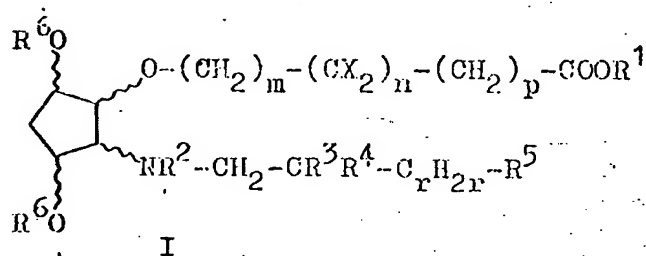 R⁶O
O-(CH₂)ₘ-(CX₂)ₙ-(CH₂)ₚ-COOR¹
NR²-CH₂-CR³R⁴-CᵣH₂ᵣ-R⁵
R⁶O
I